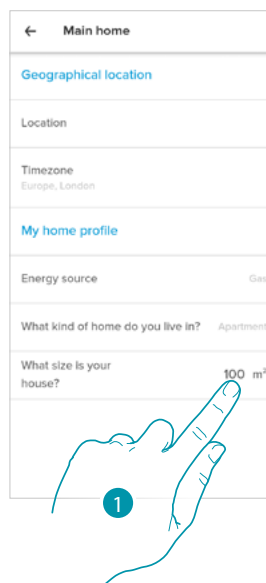 ← Main home
Geographical location
Location
Timezone
Europe, London
My home profile
Energy source Gas
What kind of home do you live in? Apartment
What size is your
house?
100 m²
1